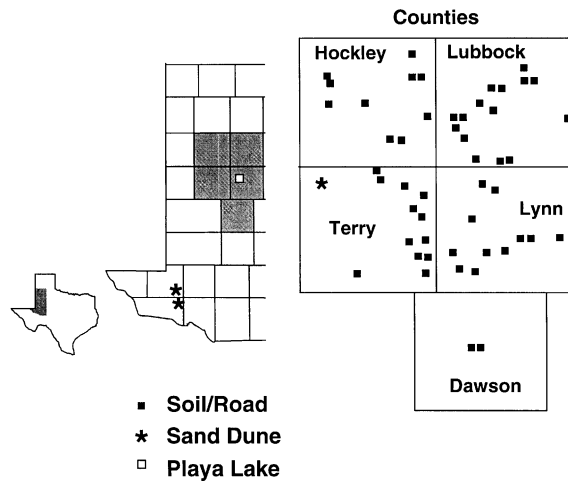 Counties
Hockley
Lubbock
Terry
Lynn
Dawson
Soil/Road
Sand Dune
Playa Lake